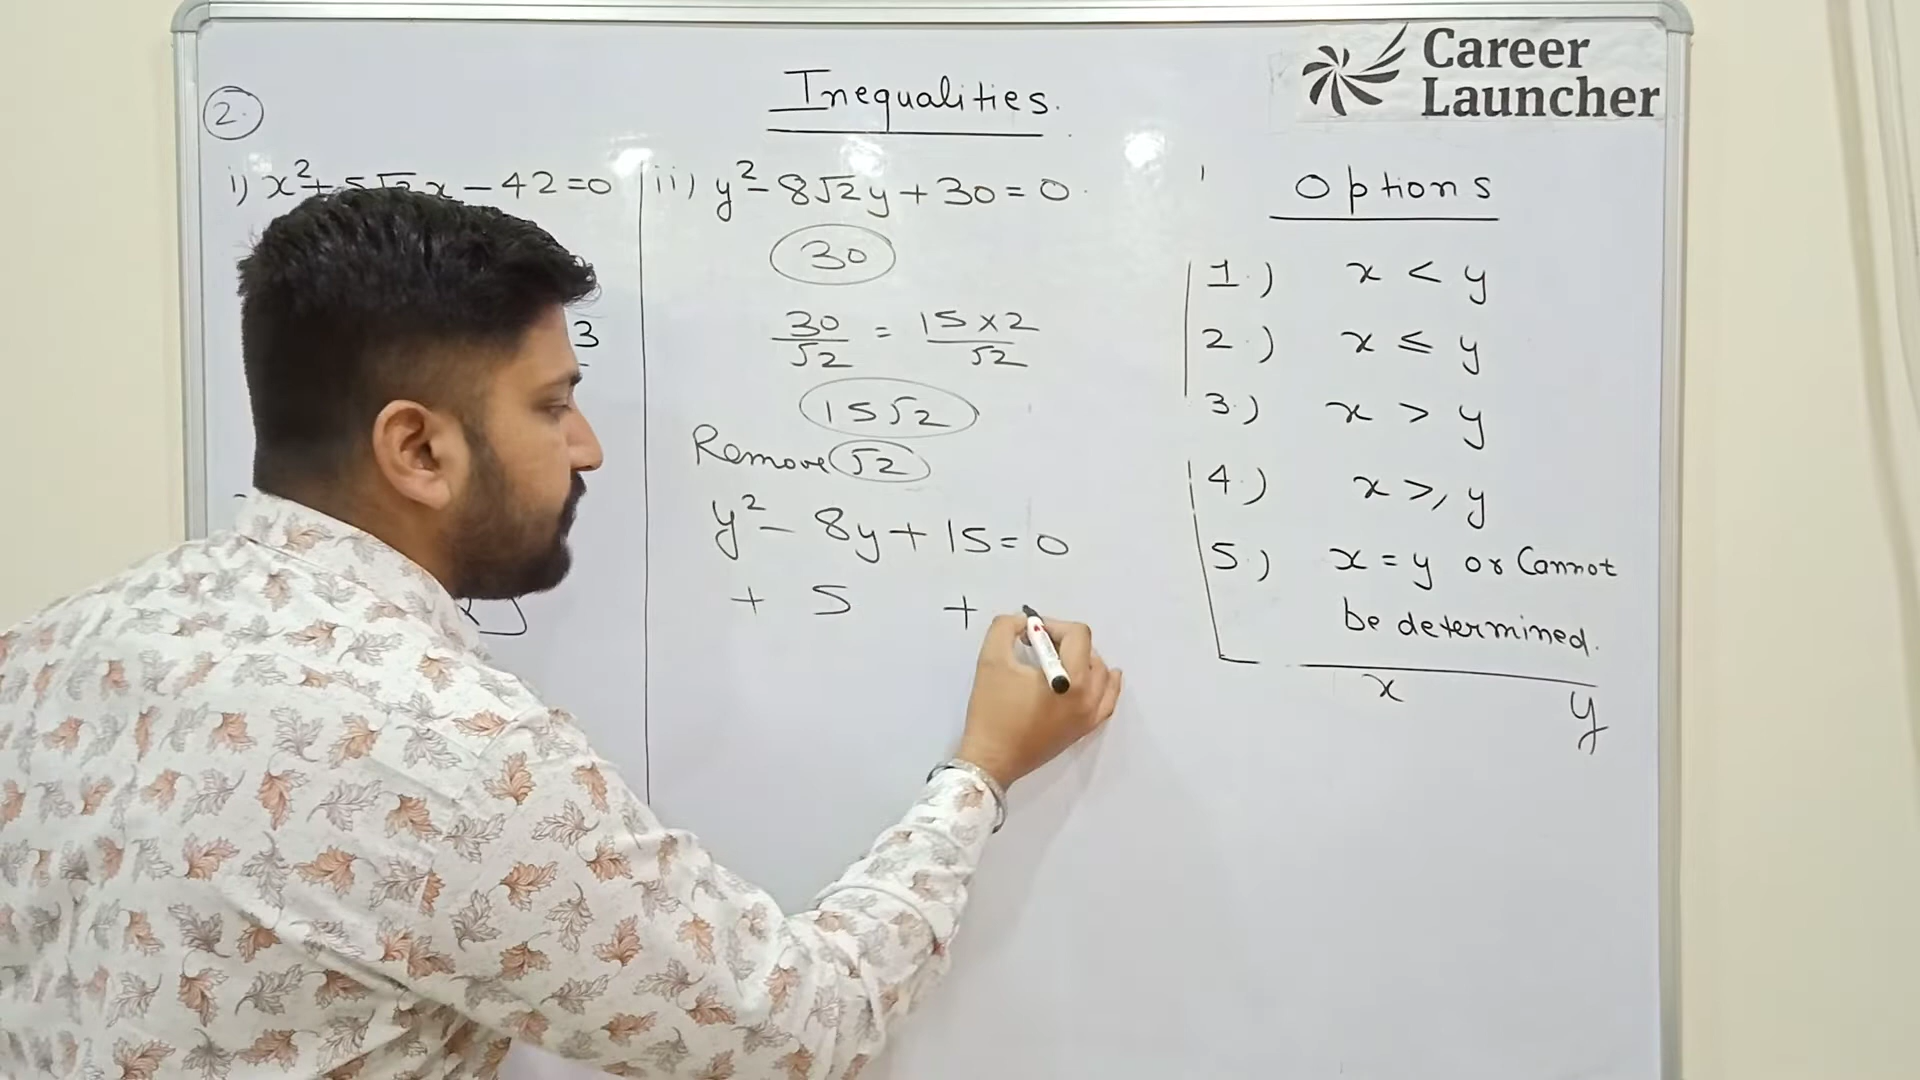 Career
Launcher
Inequalities.
2.
i) x² + 5√2x - 42 = 0
3
ii) y² - 8√2y + 30 = 0
30
30/√2 = 15 × 2/√2
15√2
Remove √2
y² - 8y + 15 = 0
+ 5 +
Options
1.) x < y
2.) x ≤ y
3.) x > y
4.) x ≥ y
5.) x = y or Cannot
be determined.
x y